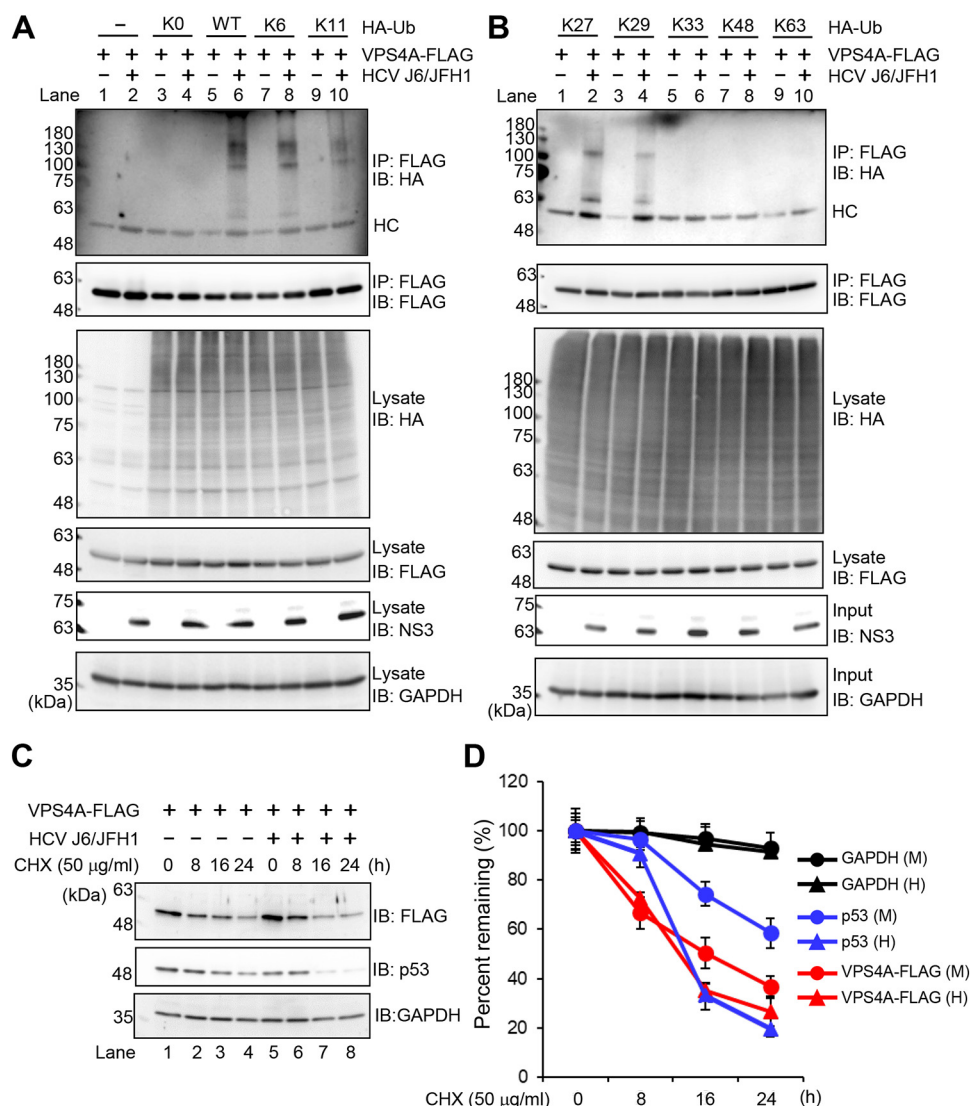 A
– K0 WT K6 K11 HA-Ub
+ + + + + + + + + + VPS4A-FLAG
– + – + – + – + – + HCV J6/JFH1
Lane 1 2 3 4 5 6 7 8 9 10
180
130
100
75
63
48
IP: FLAG
IB: HA
HC
63
48
IP: FLAG
IB: FLAG
180
130
100
75
63
48
Lysate
IB: HA
63
48
Lysate
IB: FLAG
75
63
Lysate
IB: NS3
35
(kDa)
Lysate
IB: GAPDH
B
K27 K29 K33 K48 K63 HA-Ub
+ + + + + + + + + + VPS4A-FLAG
– + – + – + – + – + HCV J6/JFH1
Lane 1 2 3 4 5 6 7 8 9 10
180
130
100
75
63
48
IP: FLAG
IB: HA
HC
63
48
IP: FLAG
IB: FLAG
180
130
100
75
63
48
Lysate
IB: HA
63
48
Lysate
IB: FLAG
75
63
Input
IB: NS3
35
(kDa)
Input
IB: GAPDH
C
VPS4A-FLAG + + + + + + + +
HCV J6/JFH1 – – – – + + + +
CHX (50 µg/ml) 0 8 16 24 0 8 16 24 (h)
(kDa)
63
48
IB: FLAG
48
IB: p53
35
IB:GAPDH
Lane 1 2 3 4 5 6 7 8
D
Percent remaining (%)
120
100
80
60
40
20
0
CHX (50 µg/ml) 0 8 16 24 (h)
GAPDH (M)
GAPDH (H)
p53 (M)
p53 (H)
VPS4A-FLAG (M)
VPS4A-FLAG (H)